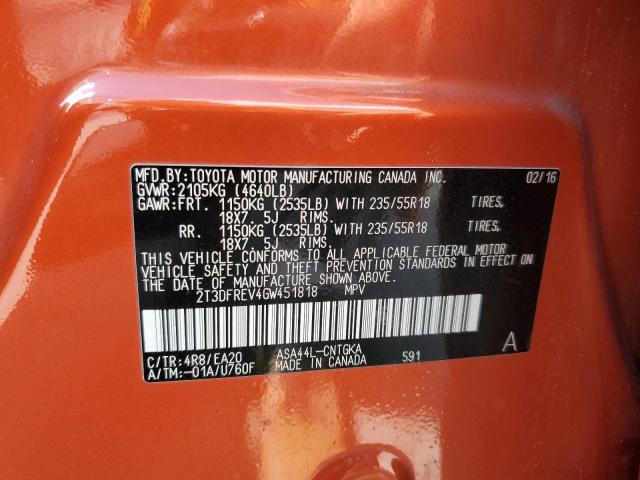 MFD.BY:TOYOTA MOTOR MANUFACTURING CANADA INC. 02/16
GVWR:2105KG (4640LB)
GAWR:FRT. 1150KG (2535LB) WITH 235/55R18 TIRES,
18X7.5J RIMS.
RR. 1150KG (2535LB) WITH 235/55R18 TIRES,
18X7.5J RIMS.
THIS VEHICLE CONFORMS TO ALL APPLICABLE FEDERAL MOTOR
VEHICLE SAFETY AND THEFT PREVENTION STANDARDS IN EFFECT
ON THE DATE OF MANUFACTURE SHOWN ABOVE.
2T3DFREV4GW451818 MPV
C/TR:4R8/EA20 ASA44L-CNTGKA 591 A
A/TM:-01A/U760F MADE IN CANADA